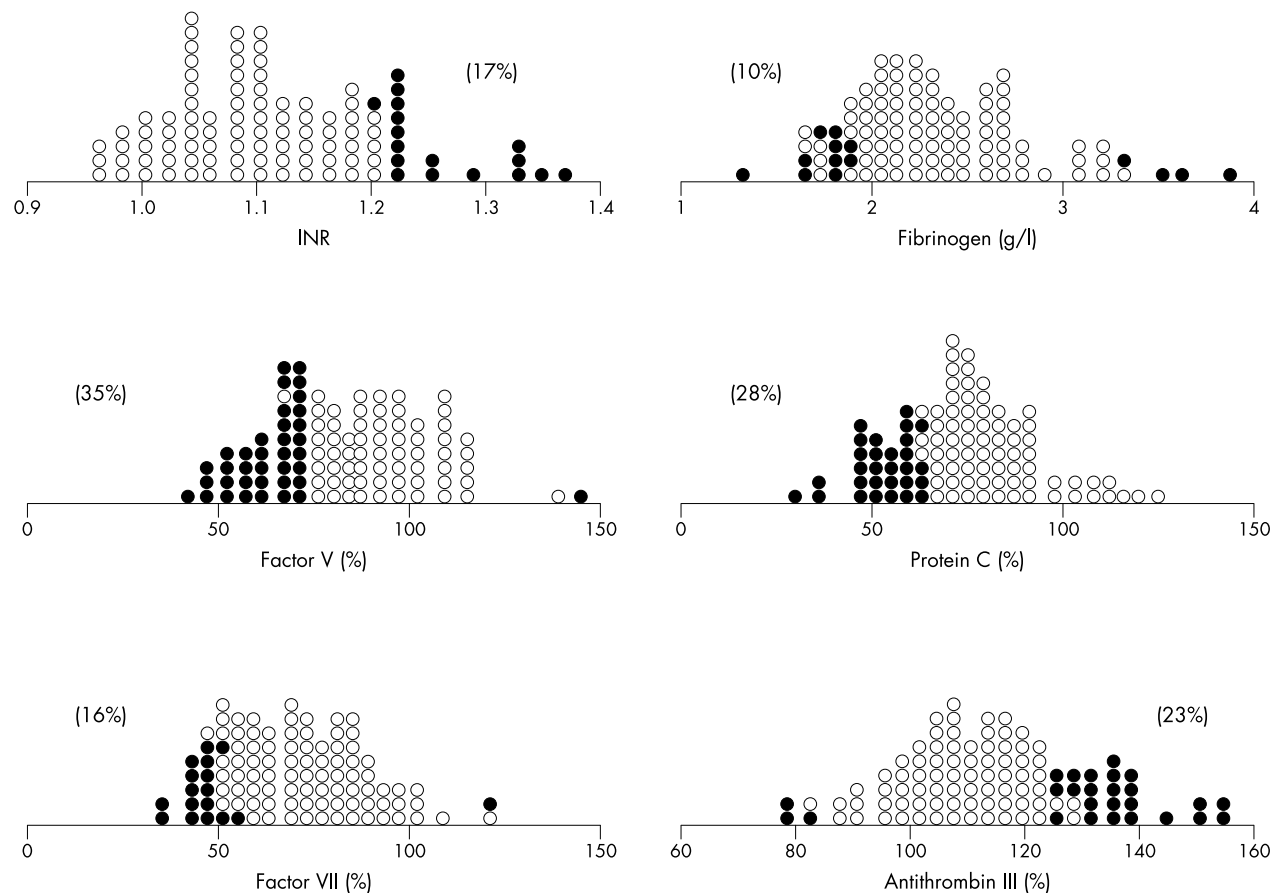 (17%)
0.9 1.0 1.1 1.2 1.3 1.4
INR
(10%)
1 2 3 4
Fibrinogen (g/l)
(35%)
0 50 100 150
Factor V (%)
(28%)
0 50 100 150
Protein C (%)
(16%)
0 50 100 150
Factor VII (%)
(23%)
60 80 100 120 140 160
Antithrombin III (%)